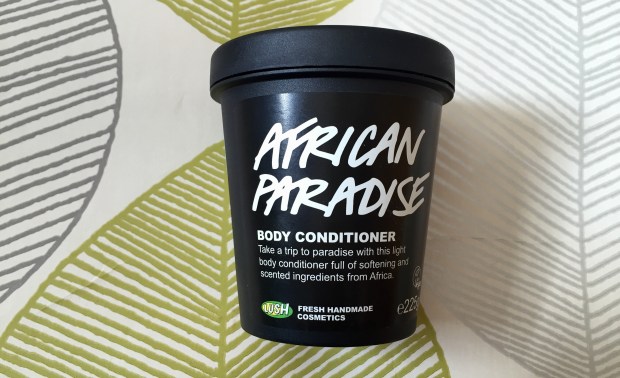 AFRICAN
PARADISE
BODY CONDITIONER
Take a trip to paradise with this light
body conditioner full of softening and
scented ingredients from Africa.
LUSH
FRESH HANDMADE
COSMETICS
e225